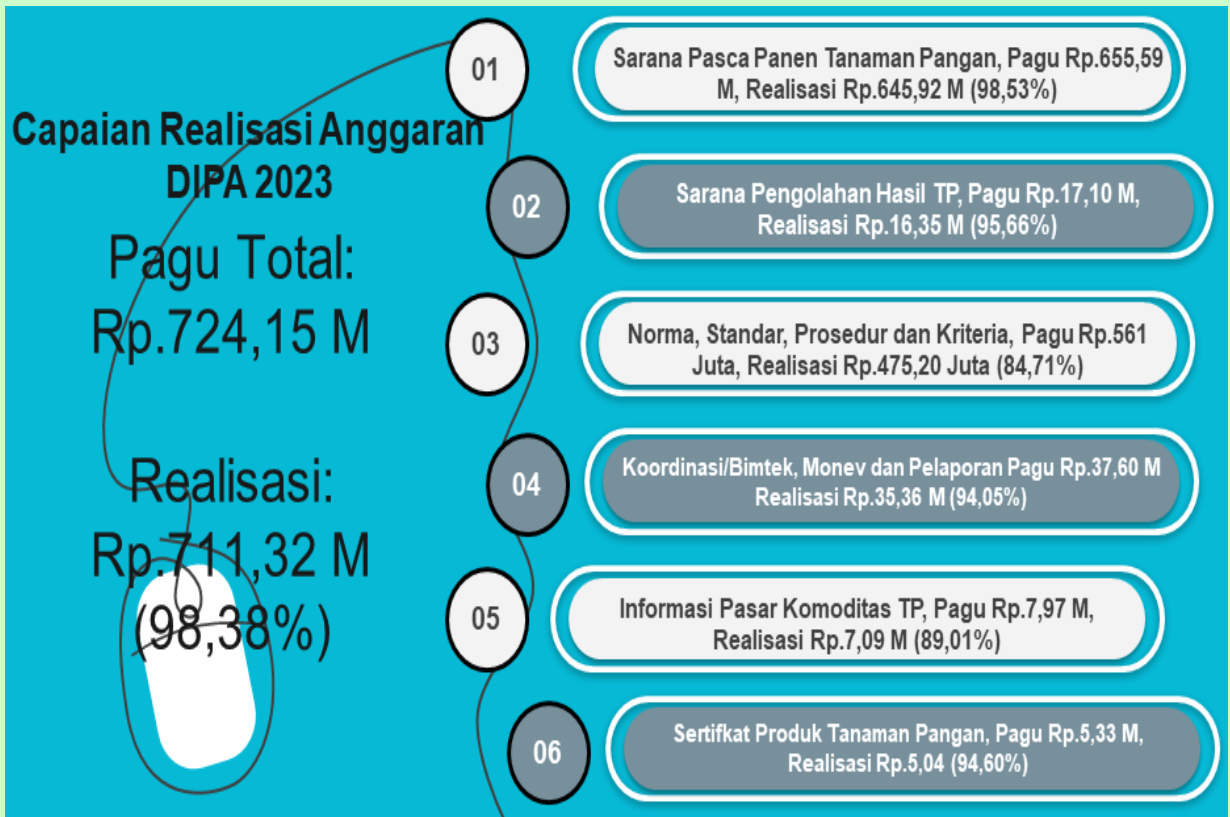 Capaian Realisasi Anggaran
DIPA 2023
Pagu Total:
Rp.724,15 M
Realisasi:
Rp.711,32 M
(98,38%)
01
Sarana Pasca Panen Tanaman Pangan, Pagu Rp.655,59
M, Realisasi Rp.645,92 M (98,53%)
02
Sarana Pengolahan Hasil TP, Pagu Rp.17,10 M,
Realisasi Rp.16,35 M (95,66%)
03
Norma, Standar, Prosedur dan Kriteria, Pagu Rp.561
Juta, Realisasi Rp.475,20 Juta (84,71%)
04
Koordinasi/Bimtek, Monev dan Pelaporan Pagu Rp.37,60 M
Realisasi Rp.35,36 M (94,05%)
05
Informasi Pasar Komoditas TP, Pagu Rp.7,97 M,
Realisasi Rp.7,09 M (89,01%)
06
Sertifkat Produk Tanaman Pangan, Pagu Rp.5,33 M,
Realisasi Rp.5,04 (94,60%)